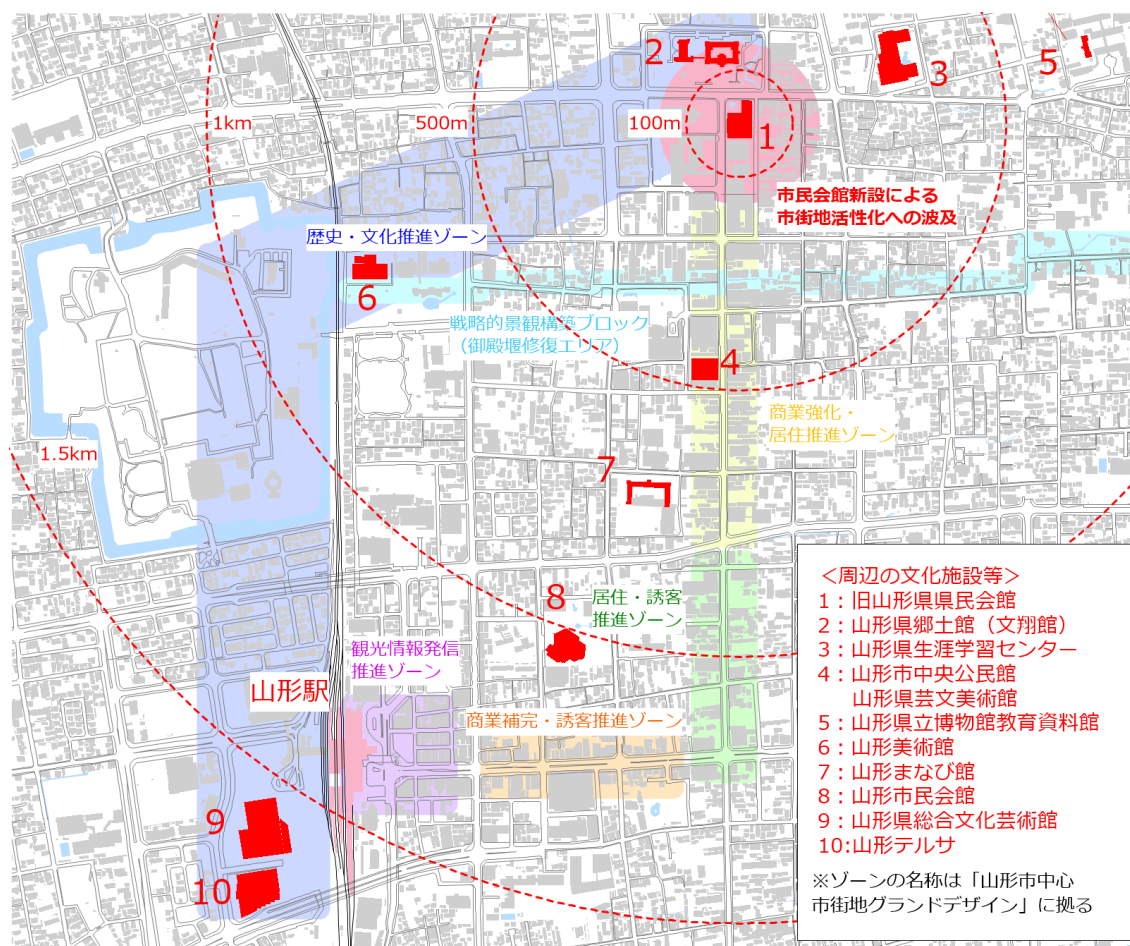 2
3
5
1km
500m
100m
1
市民会館新設による
市街地活性化への波及
歴史・文化推進ゾーン
6
戦略的景観構築ブロック
（御殿堰修復エリア）
4
商業強化・
居住推進ゾーン
1.5km
7
8
居住・誘客
推進ゾーン
観光情報発信
推進ゾーン
山形駅
商業補完・誘客推進ゾーン
9
10
＜周辺の文化施設等＞
1：旧山形県県民会館
2：山形県郷土館（文翔館）
3：山形県生涯学習センター
4：山形市中央公民館
山形県芸文美術館
5：山形県立博物館教育資料館
6：山形美術館
7：山形まなび館
8：山形市民会館
9：山形県総合文化芸術館
10:山形テルサ
※ゾーンの名称は「山形市中心
市街地グランドデザイン」に拠る